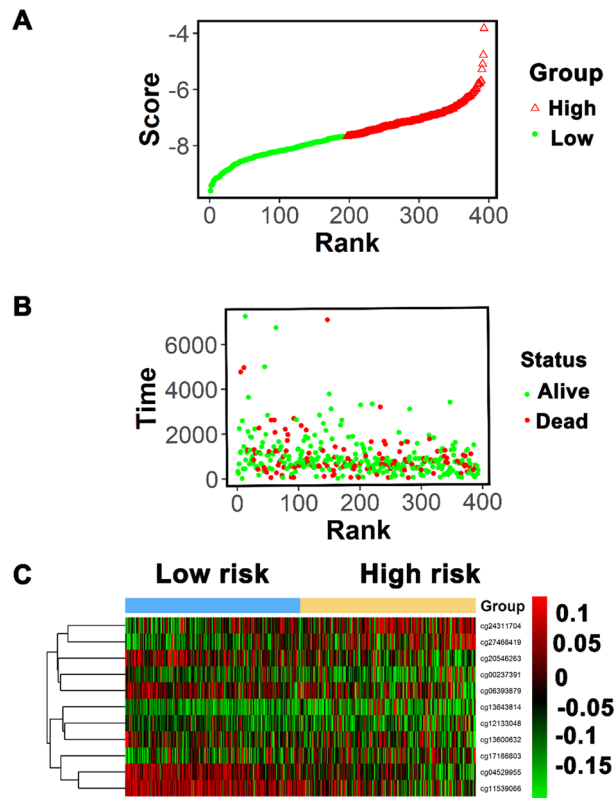 A
Score
-4
-6
-8
0
100
200
300
400
Rank
Group
High
Low
B
Time
6000
4000
2000
0
0
100
200
300
400
Rank
Status
Alive
Dead
C
Low risk
High risk
Group
cg24311704
cg27468419
cg20546263
cg00237391
cg06393879
cg13643814
cg12133048
cg13600632
cg17186803
cg04529955
cg11539066
0.1
0.05
0
-0.05
-0.1
-0.15